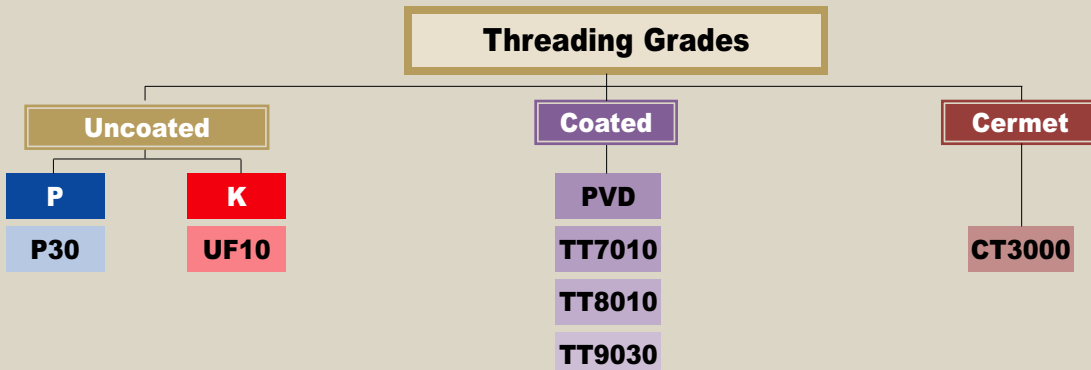 Threading Grades
Uncoated
Coated
Cermet
P
K
PVD
P30
UF10
TT7010
CT3000
TT8010
TT9030